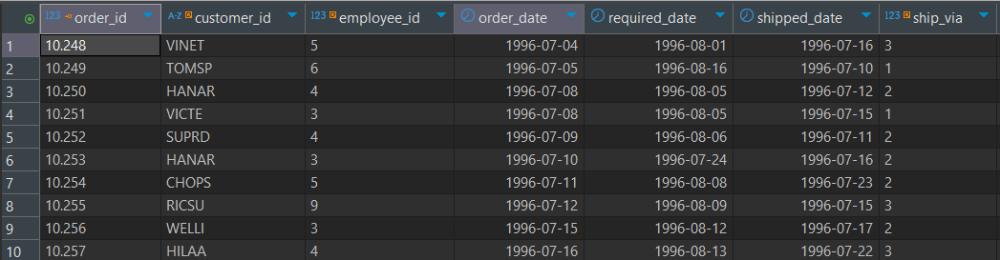 123 order_id A-Z customer_id 123 employee_id order_date required_date shipped_date 123 ship_via
1 10.248 VINET 5 1996-07-04 1996-08-01 1996-07-16 3
2 10.249 TOMSP 6 1996-07-05 1996-08-16 1996-07-10 1
3 10.250 HANAR 4 1996-07-08 1996-08-05 1996-07-12 2
4 10.251 VICTE 3 1996-07-08 1996-08-05 1996-07-15 1
5 10.252 SUPRD 4 1996-07-09 1996-08-06 1996-07-11 2
6 10.253 HANAR 3 1996-07-10 1996-07-24 1996-07-16 2
7 10.254 CHOPS 5 1996-07-11 1996-08-08 1996-07-23 2
8 10.255 RICSU 9 1996-07-12 1996-08-09 1996-07-15 3
9 10.256 WELLI 3 1996-07-15 1996-08-12 1996-07-17 2
10 10.257 HILAA 4 1996-07-16 1996-08-13 1996-07-22 3